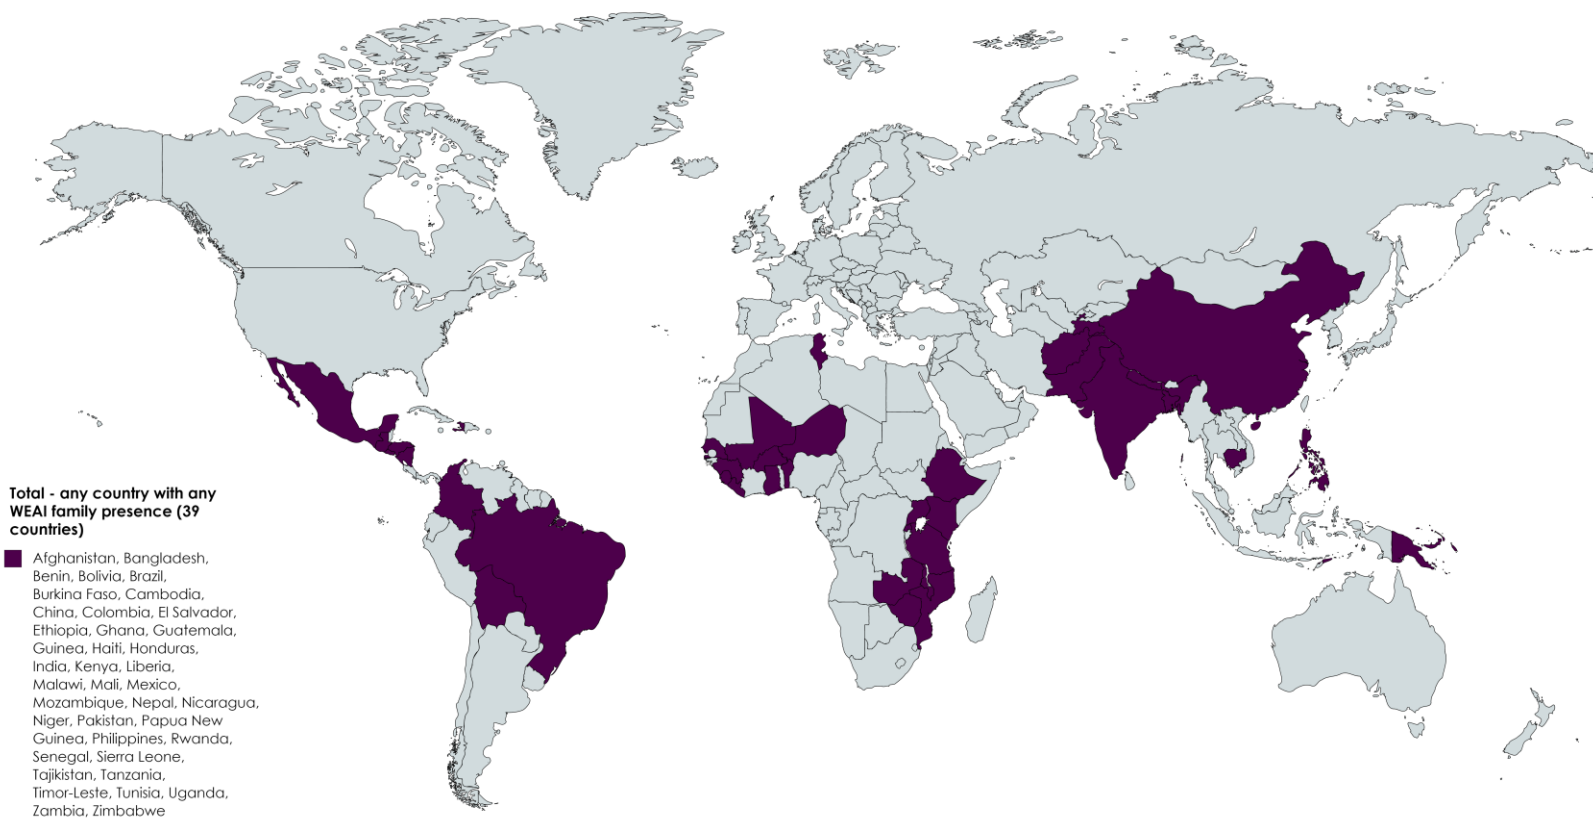 Total - any country with any
WEAI family presence (39
countries)
Afghanistan, Bangladesh,
Benin, Bolivia, Brazil,
Burkina Faso, Cambodia,
China, Colombia, El Salvador,
Ethiopia, Ghana, Guatemala,
Guinea, Haiti, Honduras,
India, Kenya, Liberia,
Malawi, Mali, Mexico,
Mozambique, Nepal, Nicaragua,
Niger, Pakistan, Papua New
Guinea, Philippines, Rwanda,
Senegal, Sierra Leone,
Tajikistan, Tanzania,
Timor-Leste, Tunisia, Uganda,
Zambia, Zimbabwe